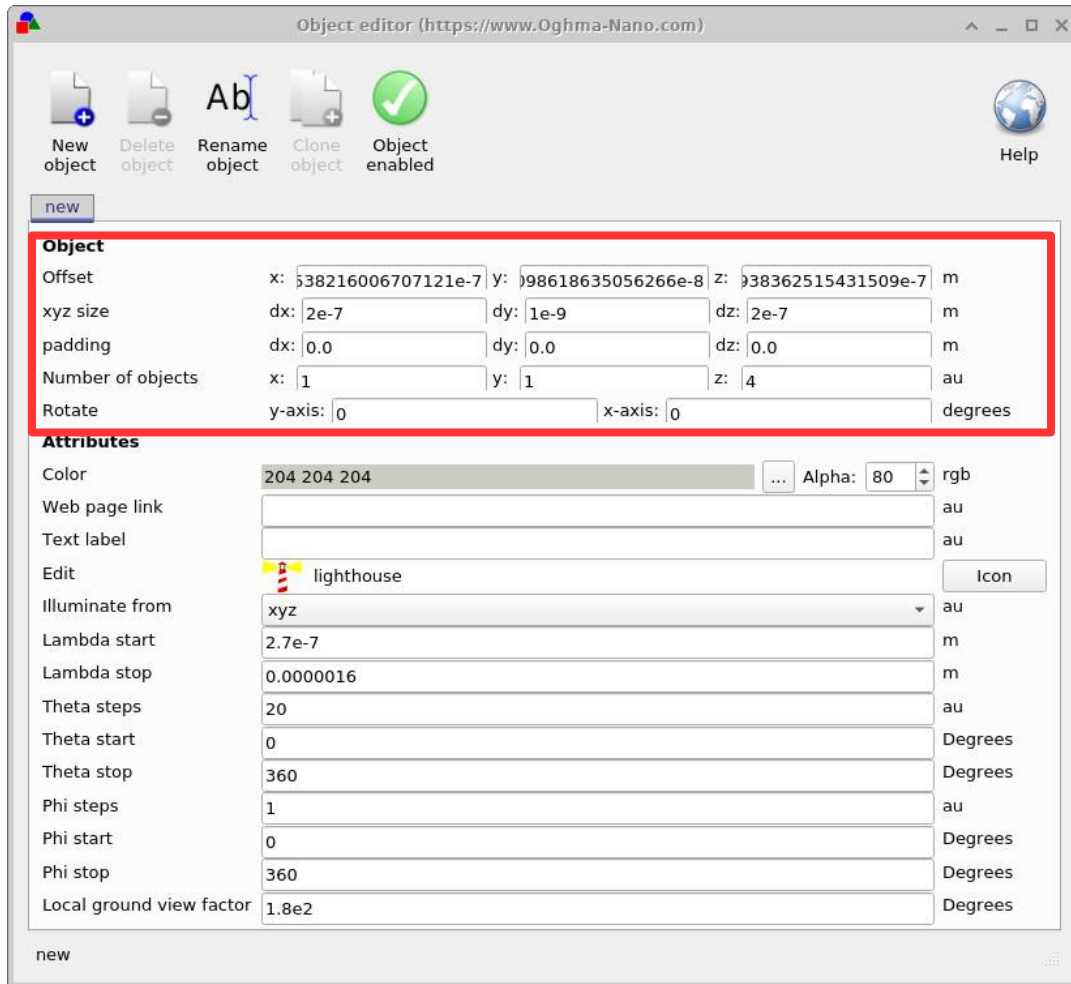 Object editor (https://www.Oghma-Nano.com)
Ab
New object
Delete object
Rename object
Clone object
Object enabled
Help
new
Object
Offset x: 538216006707121e-7 y: 098618635056266e-8 z: 938362515431509e-7 m
xyz size dx: 2e-7 dy: 1e-9 dz: 2e-7 m
padding dx: 0.0 dy: 0.0 dz: 0.0 m
Number of objects x: 1 y: 1 z: 4 au
Rotate y-axis: 0 x-axis: 0 degrees
Attributes
Color 204 204 204 ... Alpha: 80 rgb
Web page link au
Text label au
Edit lighthouse Icon
Illuminate from xyz au
Lambda start 2.7e-7 m
Lambda stop 0.0000016 m
Theta steps 20 au
Theta start 0 Degrees
Theta stop 360 Degrees
Phi steps 1 au
Phi start 0 Degrees
Phi stop 360 Degrees
Local ground view factor 1.8e2 Degrees
new